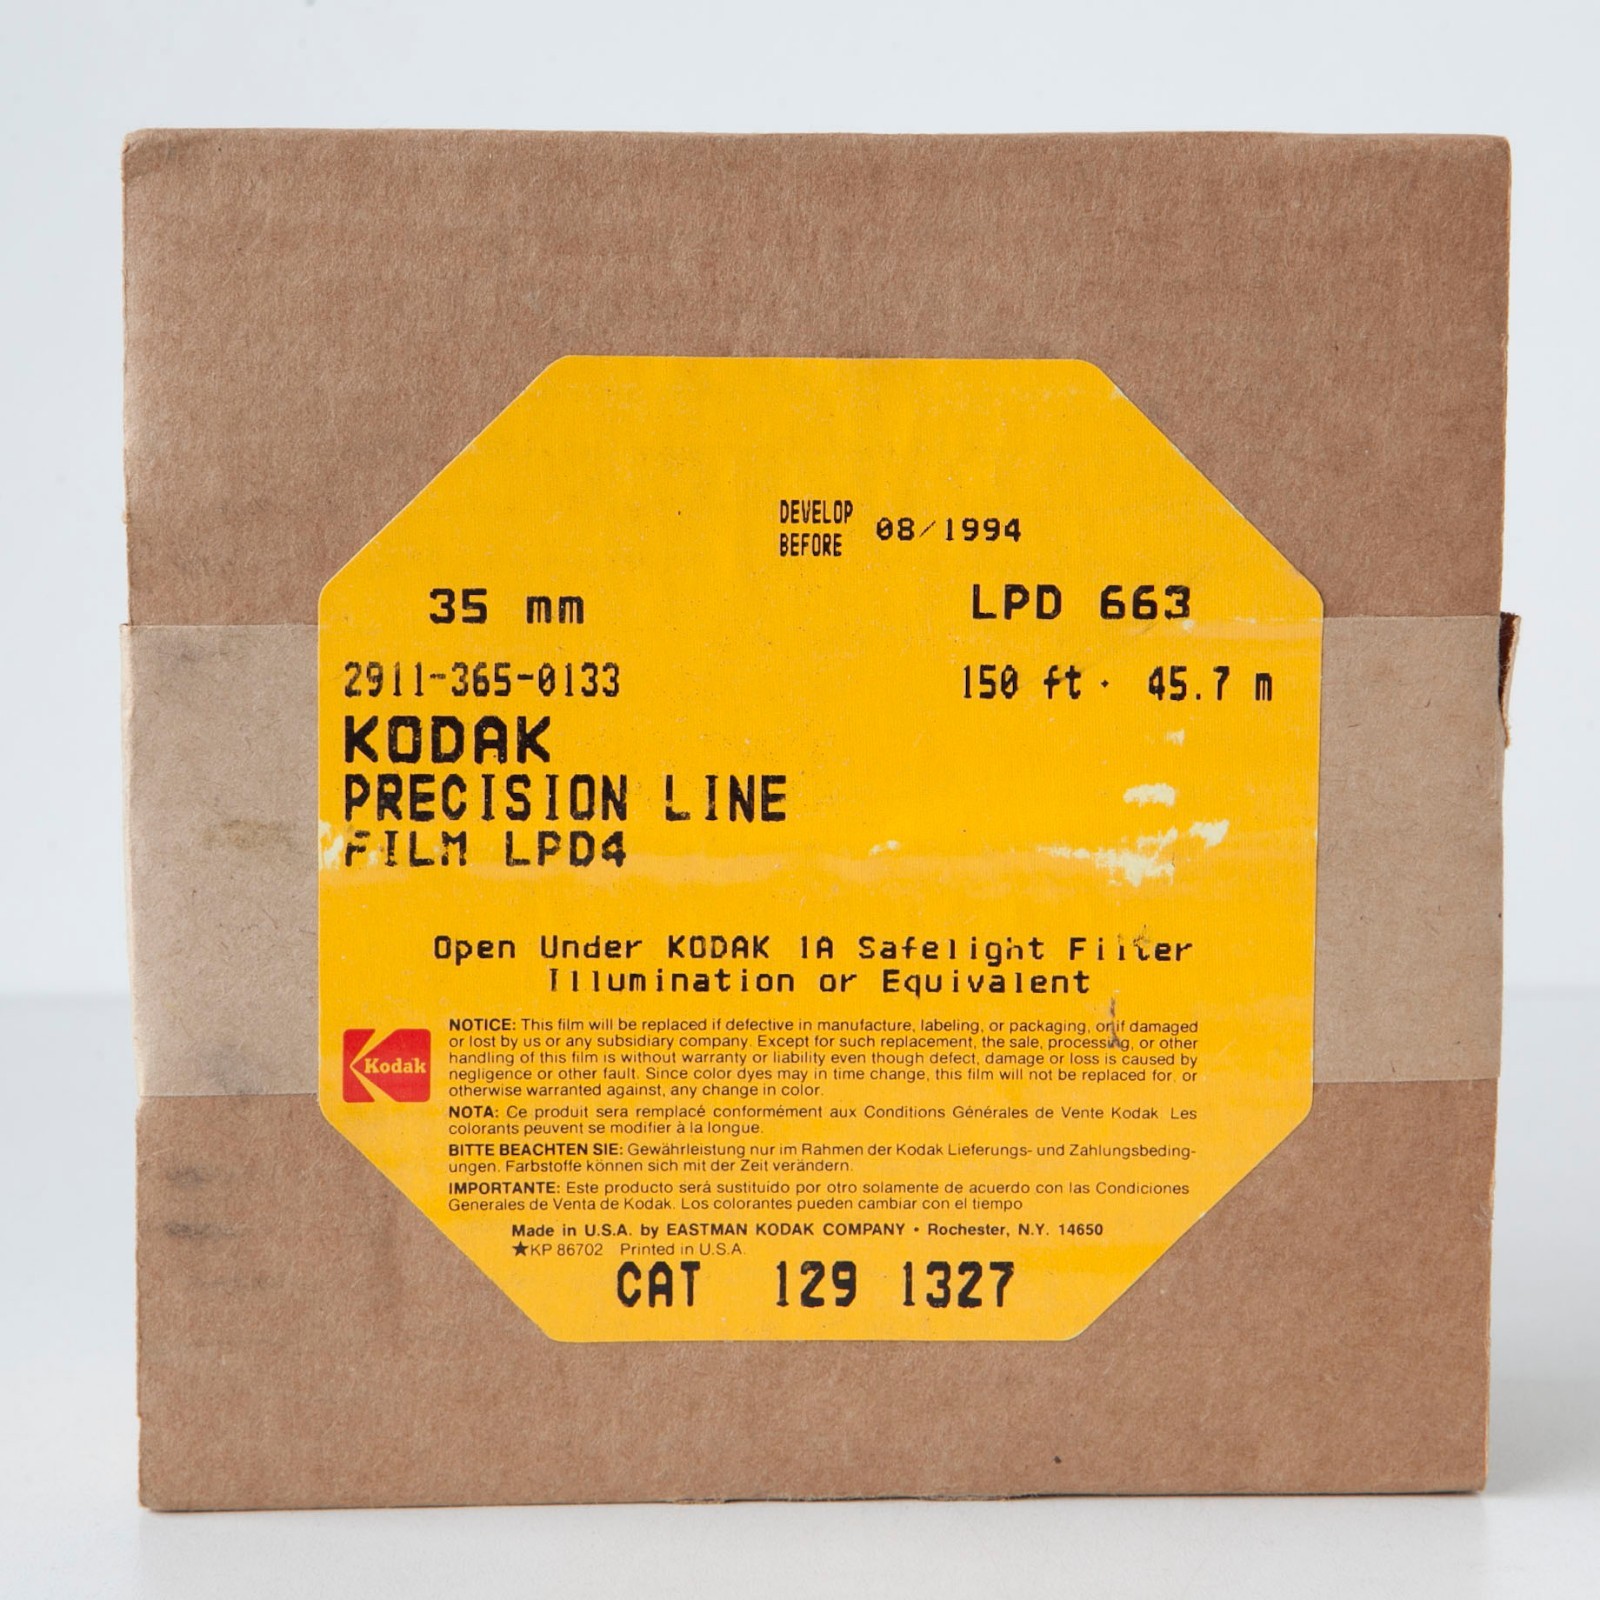 DEVELOP BEFORE 08/1994
35 mm LPD 663
2911-365-0133 150 ft · 45.7 m
KODAK
PRECISION LINE
FILM LPD4
Open Under KODAK 1A Safelight Filter
Illumination or Equivalent
Kodak
NOTICE: This film will be replaced if defective in manufacture, labeling, or packaging, or if damaged
or lost by us or any subsidiary company. Except for such replacement, the sale, processing, or other
handling of this film is without warranty or liability even though defect, damage or loss is caused by
negligence or other fault. Since color dyes may in time change, this film will not be replaced for, or
otherwise warranted against, any change in color.
NOTA: Ce produit sera remplacé conformément aux Conditions Générales de Vente Kodak. Les
colorants peuvent se modifier à la longue.
BITTE BEACHTEN SIE: Gewährleistung nur im Rahmen der Kodak Lieferungs- und Zahlungsbeding-
ungen. Farbstoffe können sich mit der Zeit verändern.
IMPORTANTE: Este producto será sustituido por otro solamente de acuerdo con las Condiciones
Generales de Venta de Kodak. Los colorantes pueden cambiar con el tiempo
Made in U.S.A. by EASTMAN KODAK COMPANY • Rochester, N.Y. 14650
★KP 86702 Printed in U.S.A.
CAT 129 1327